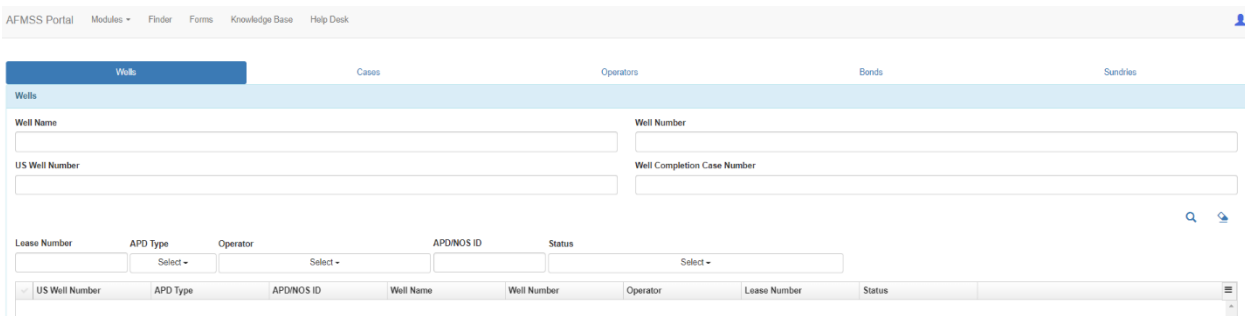 AFMSS Portal Modules Finder Forms Knowledge Base Help Desk
Wells Cases Operators Bonds Sundries
Wells
Well Name Well Number
US Well Number Well Completion Case Number
Lease Number APD Type Operator APD/NOS ID Status
Select Select Select
US Well Number APD Type APD/NOS ID Well Name Well Number Operator Lease Number Status